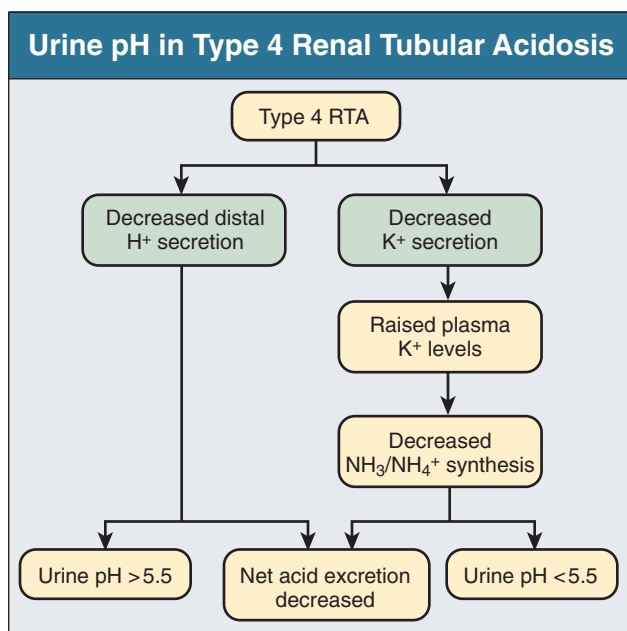 Urine pH in Type 4 Renal Tubular Acidosis
Type 4 RTA
Decreased distal
H⁺ secretion
Decreased
K⁺ secretion
Raised plasma
K⁺ levels
Decreased
NH₃/NH₄⁺ synthesis
Urine pH >5.5
Net acid excretion
decreased
Urine pH <5.5